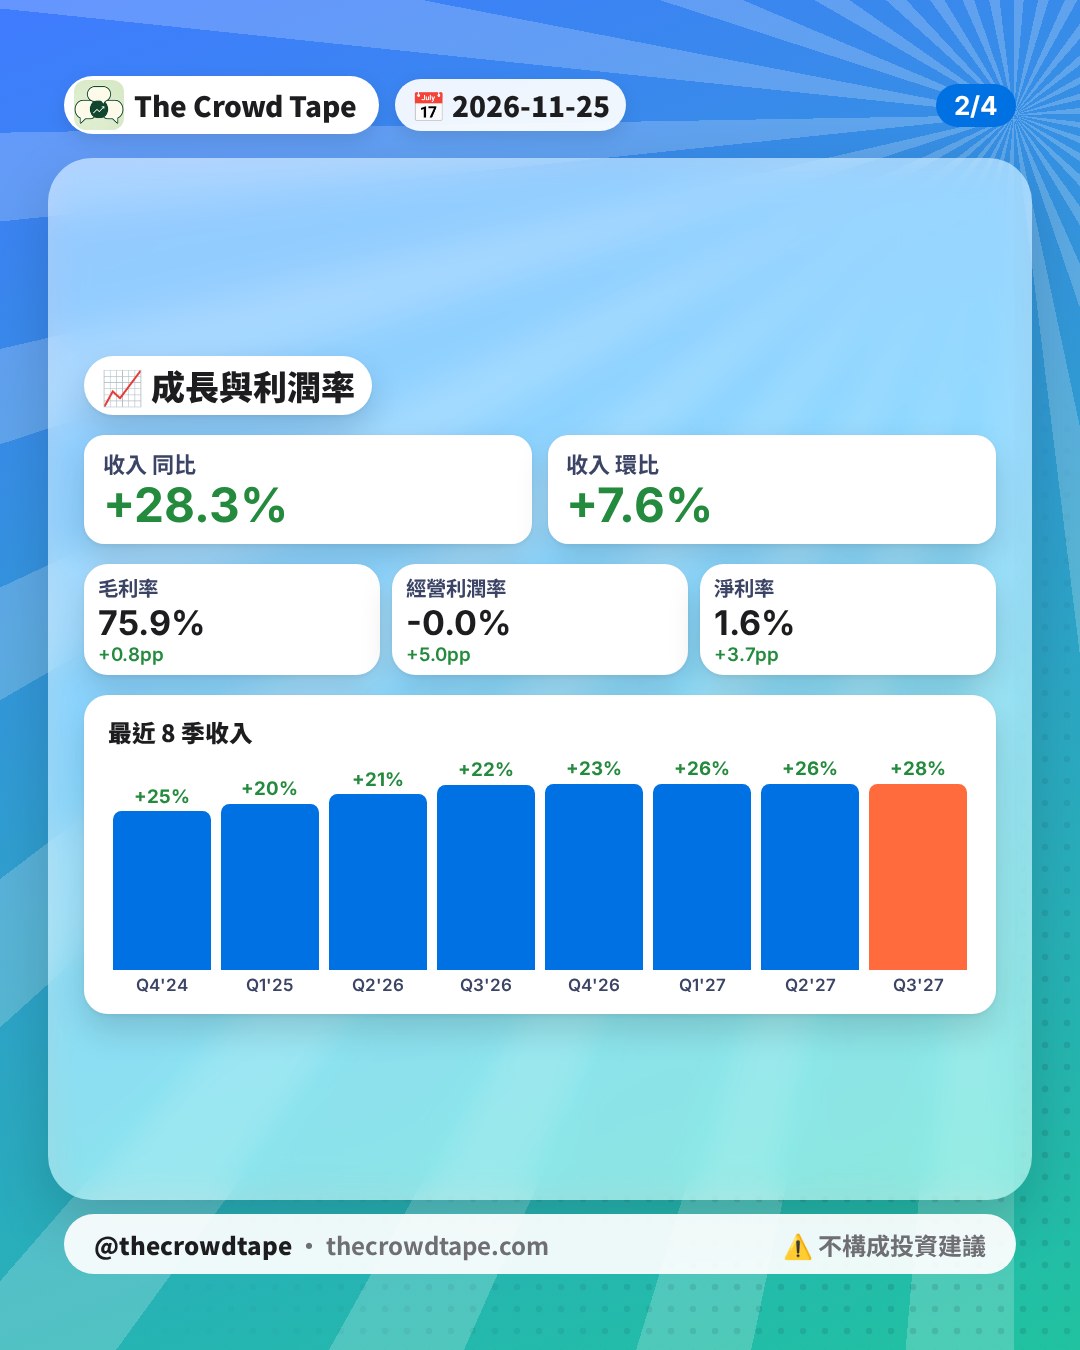 The Crowd Tape
July
17
2026-11-25
2/4
📈 成長與利潤率
收入 同比
+28.3%
收入 環比
+7.6%
毛利率
75.9%
+0.8pp
經營利潤率
-0.0%
+5.0pp
淨利率
1.6%
+3.7pp
最近 8 季收入
+25%
+20%
+21%
+22%
+23%
+26%
+26%
+28%
Q4'24
Q1'25
Q2'26
Q3'26
Q4'26
Q1'27
Q2'27
Q3'27
@thecrowdtape • thecrowdtape.com
⚠️ 不構成投資建議